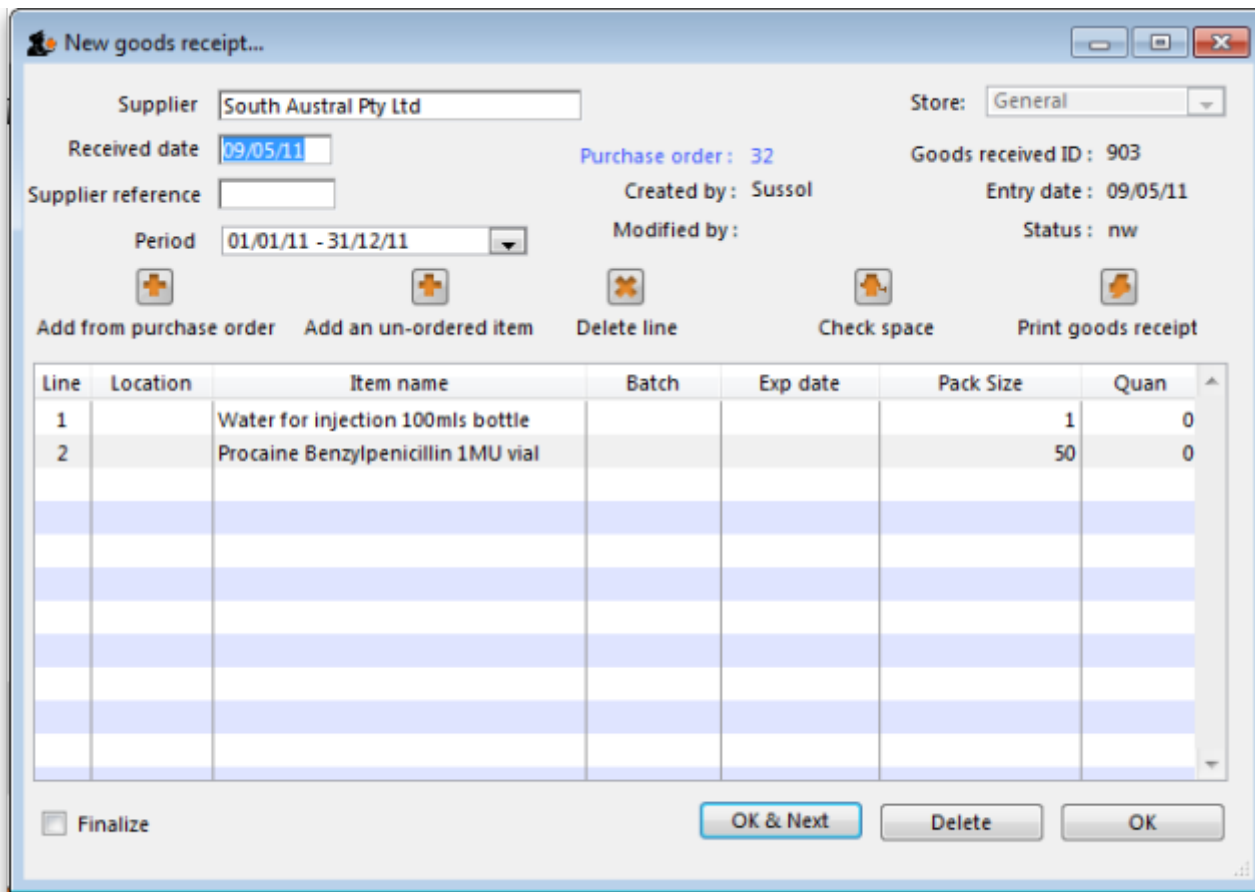 New goods receipt...
Supplier South Austral Pty Ltd Store: General
Received date 09/05/11 Purchase order : 32 Goods received ID : 903
Supplier reference Created by : Sussol Entry date : 09/05/11
Period 01/01/11 - 31/12/11 Modified by : Status : nw
Add from purchase order Add an un-ordered item Delete line Check space Print goods receipt
Line Location Item name Batch Exp date Pack Size Quan
1 Water for injection 100mls bottle 1 0
2 Procaine Benzylpenicillin 1MU vial 50 0
Finalize OK & Next Delete OK